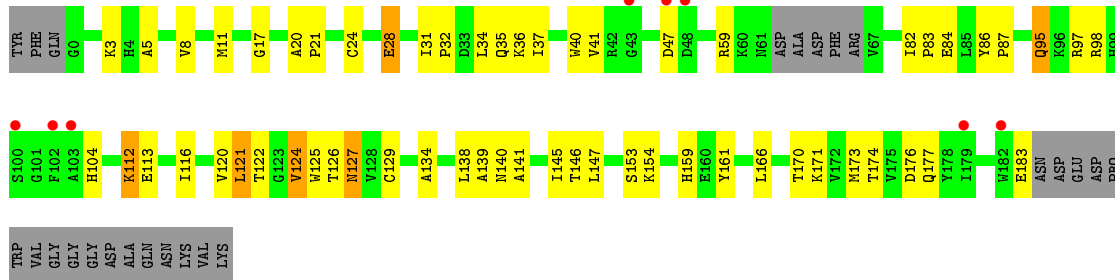 TYR PHE GLN G0 K3 H4 A5 V8 M11 G17 A20 P21 C24 E28 I31 P32 D33 L34 Q35 K36 I37 W40 V41 R42 G43 D47 D48 R59 K60 N61 ASP ALA ASP PHE ARG V67 I82 P83 E84 L85 Y86 P87 Q95 K96 R97 R98 H99
S100 G101 F102 A103 H104 K112 E113 I116 V120 L121 T122 G123 V124 W125 T126 N127 V128 C129 A134 L138 A139 N140 A141 I145 T146 L147 S153 K154 H159 E160 Y161 L166 T170 K171 V172 M173 T174 V175 D176 Q177 Y178 I179 W182 E183 ASN ASP GLU ASP PRO
TRP VAL GLY GLY GLY ASP ALA GLN ASN LYS VAL LYS